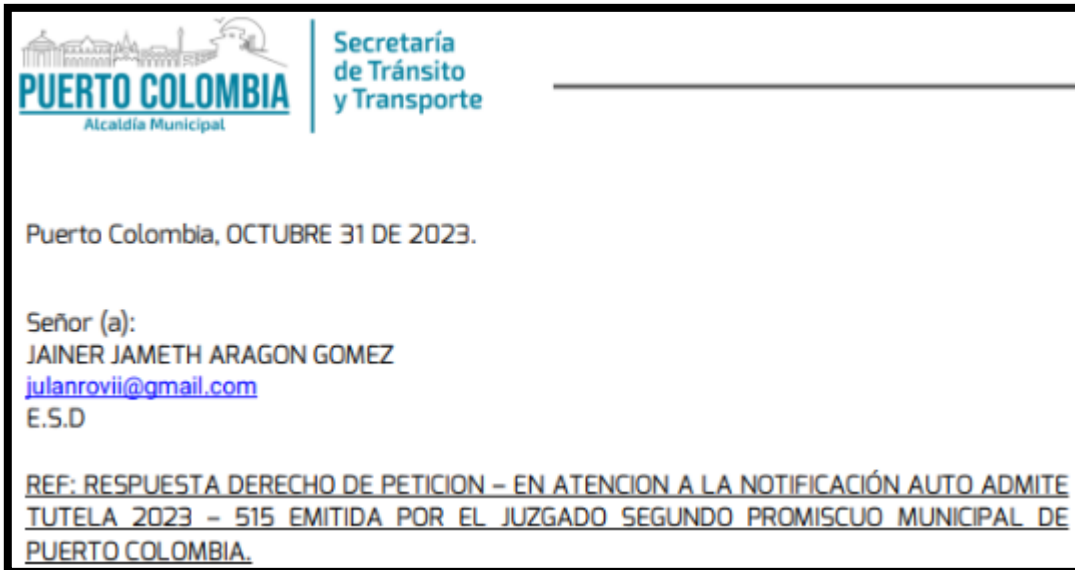 PUERTO COLOMBIA
Alcaldía Municipal
Secretaría
de Tránsito
y Transporte
Puerto Colombia, OCTUBRE 31 DE 2023.
Señor (a):
JAINER JAMETH ARAGON GOMEZ
julanrovii@gmail.com
E.S.D
REF: RESPUESTA DERECHO DE PETICION – EN ATENCION A LA NOTIFICACIÓN AUTO ADMITE
TUTELA 2023 – 515 EMITIDA POR EL JUZGADO SEGUNDO PROMISCUO MUNICIPAL DE
PUERTO COLOMBIA.